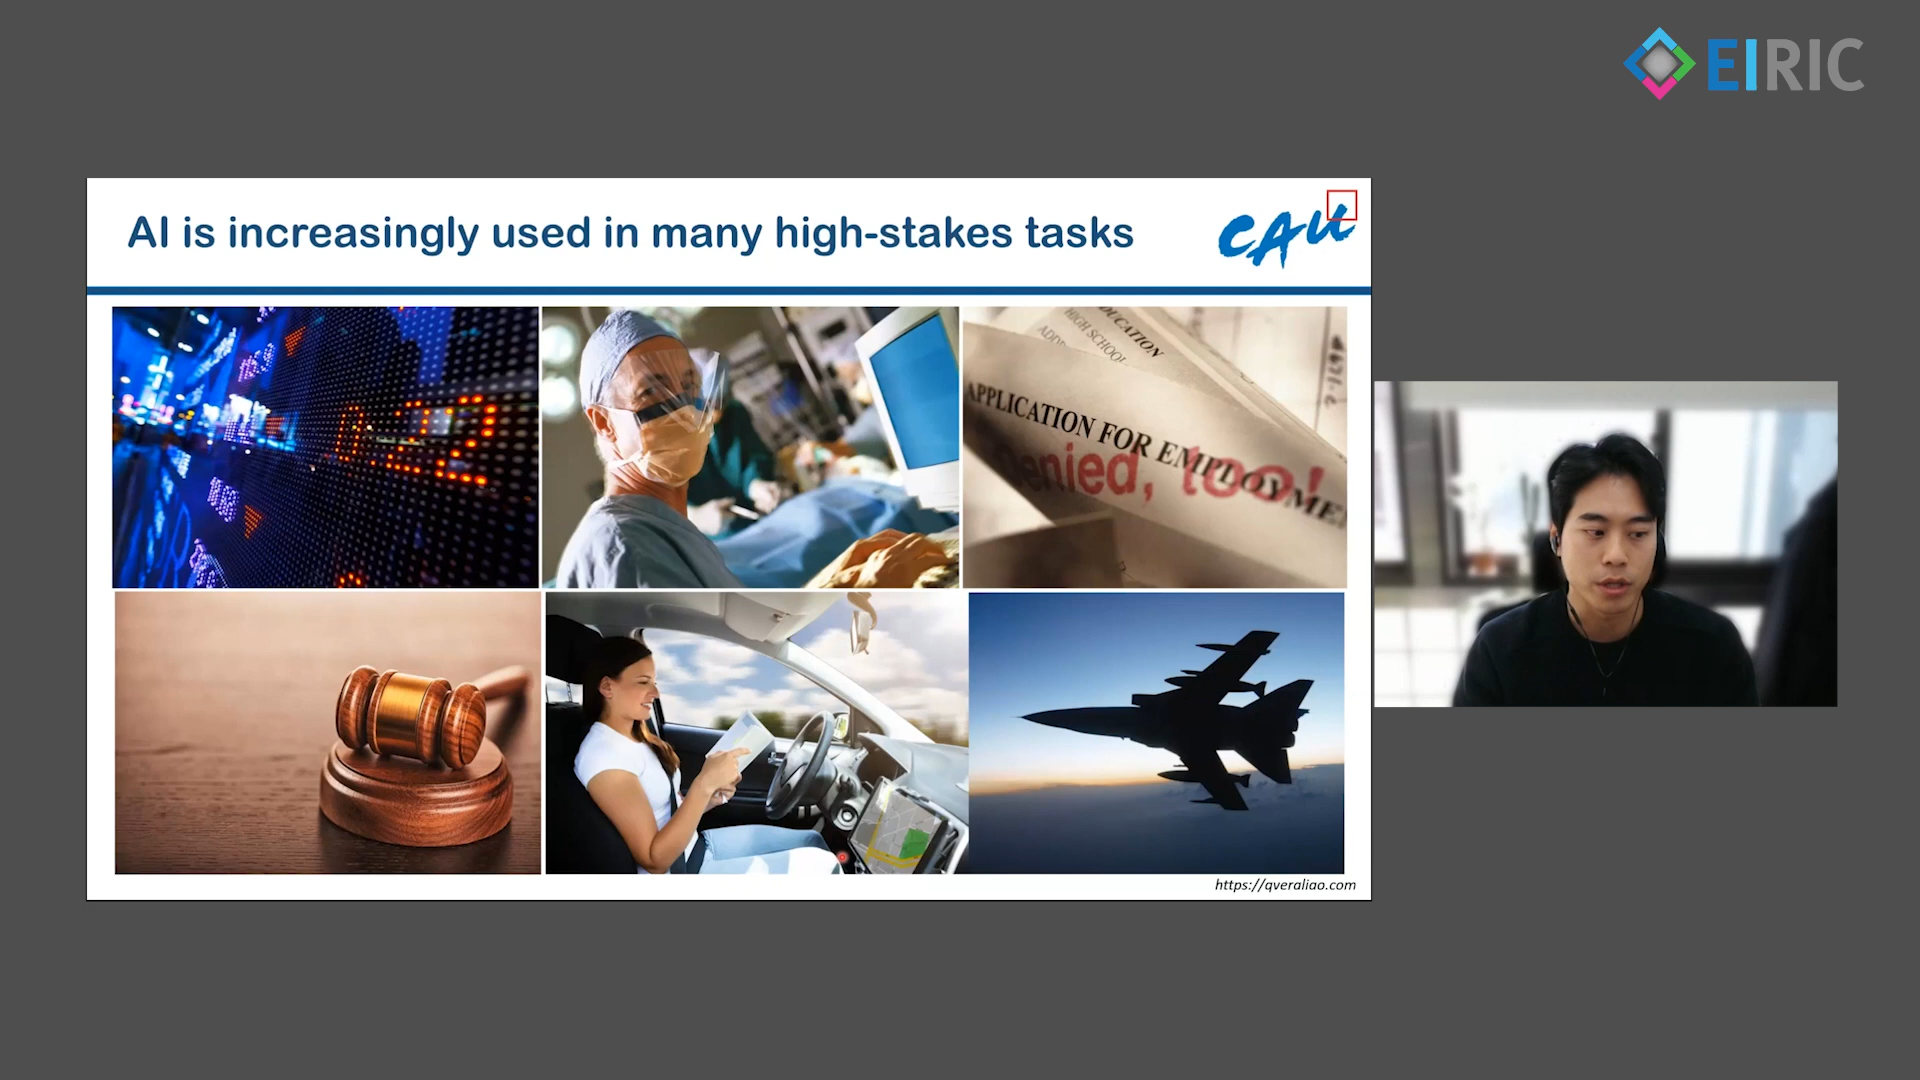 EIRIC
AI is increasingly used in many high-stakes tasks
CAU
EDUCATION
HIGH SCHOOL
APPLICATION FOR EMPLOYME
enied, too!
https://qveraliao.com